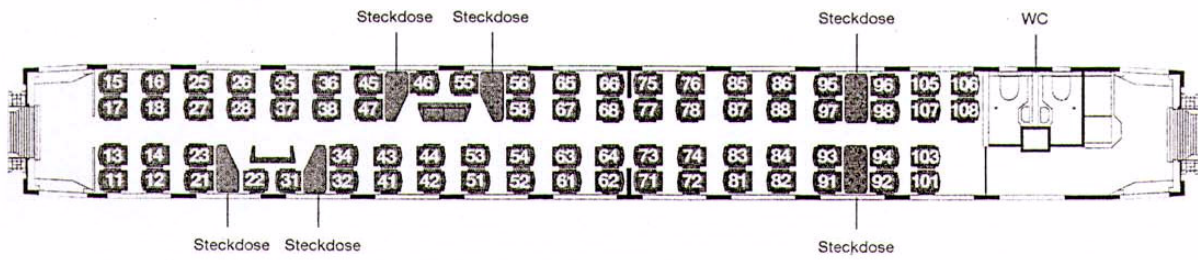 Steckdose Steckdose Steckdose WC
15 16 25 26 35 36 45 46 55 56 65 66 75 76 85 86 95 96 105 106
17 18 27 28 37 38 47 58 67 68 77 78 87 88 97 98 107 108
13 14 23 34 43 44 53 54 63 64 73 74 83 84 93 94 103
11 12 21 22 31 32 41 42 51 52 61 62 71 72 81 82 91 92 101
Steckdose Steckdose Steckdose